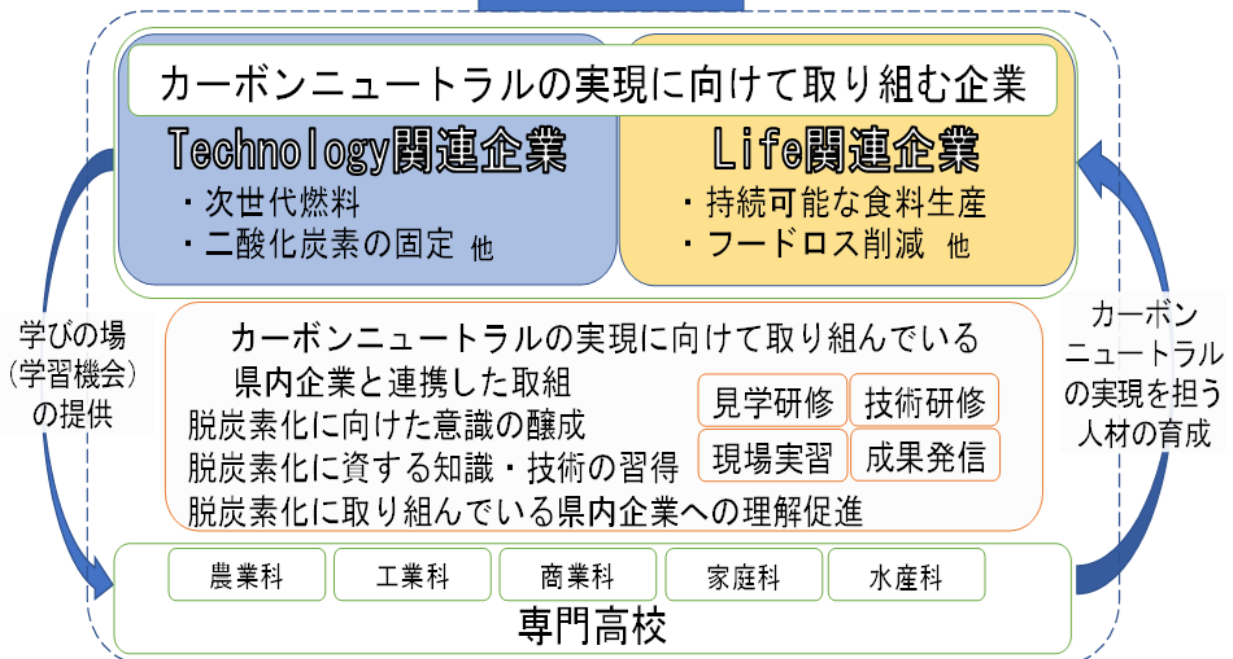 カーボンニュートラルの実現に向けて取り組む企業
Technology関連企業
・次世代燃料
・二酸化炭素の固定 他
Life関連企業
・持続可能な食料生産
・フードロス削減 他
学びの場
（学習機会）
の提供
カーボンニュートラルの実現に向けて取り組んでいる
県内企業と連携した取組
脱炭素化に向けた意識の醸成
脱炭素化に資する知識・技術の習得
脱炭素化に取り組んでいる県内企業への理解促進
見学研修
技術研修
現場実習
成果発信
カーボン
ニュートラル
の実現を担う
人材の育成
農業科
工業科
商業科
家庭科
水産科
専門高校